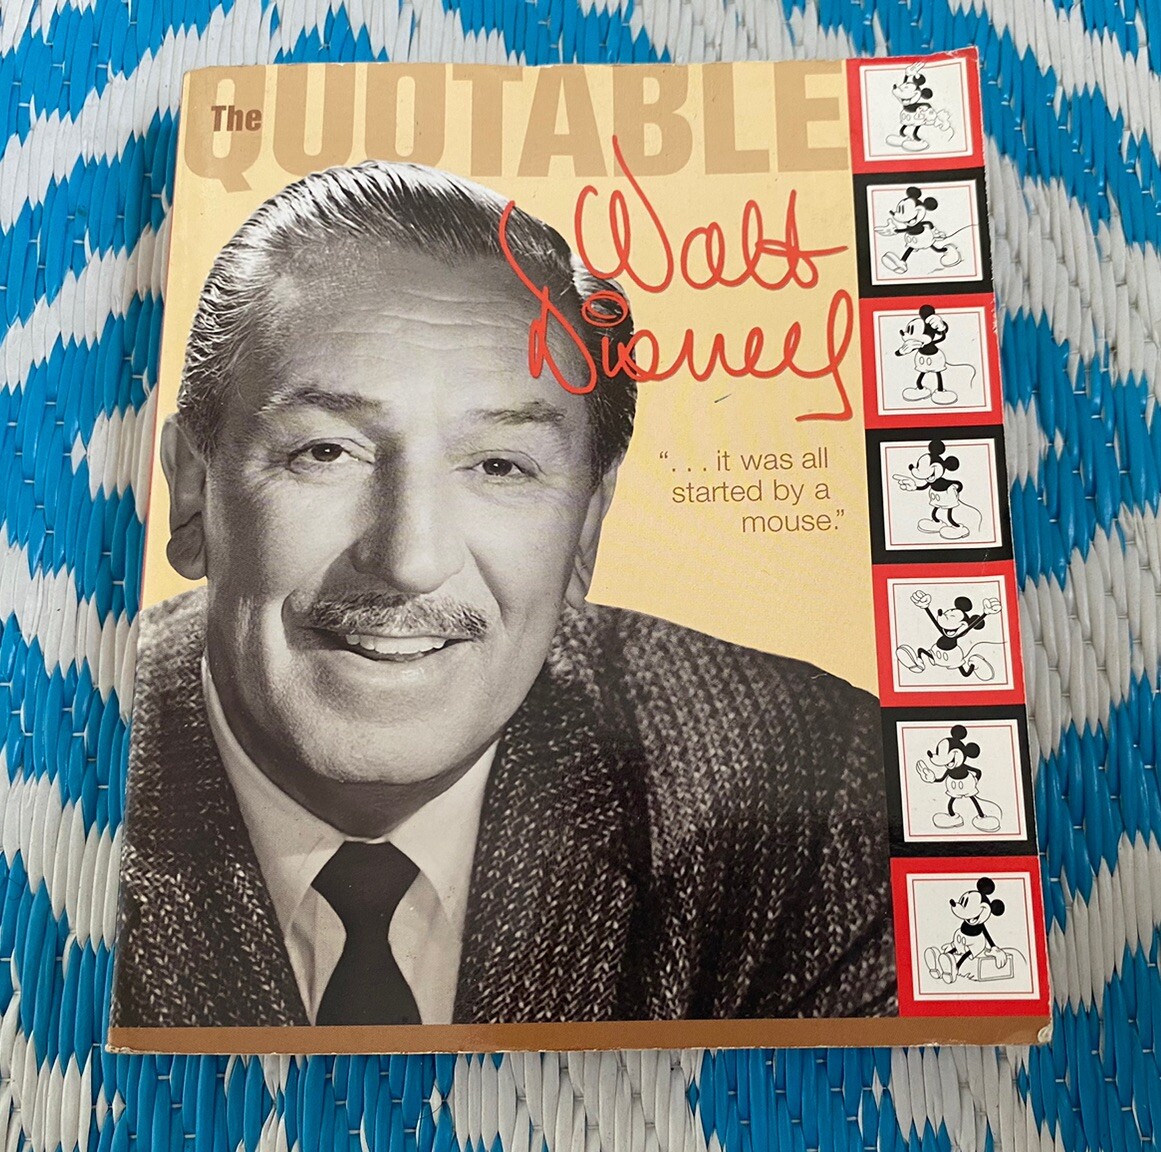 The QUOTABLE
Walt
Disney
“. . . it was all
started by a
mouse.”